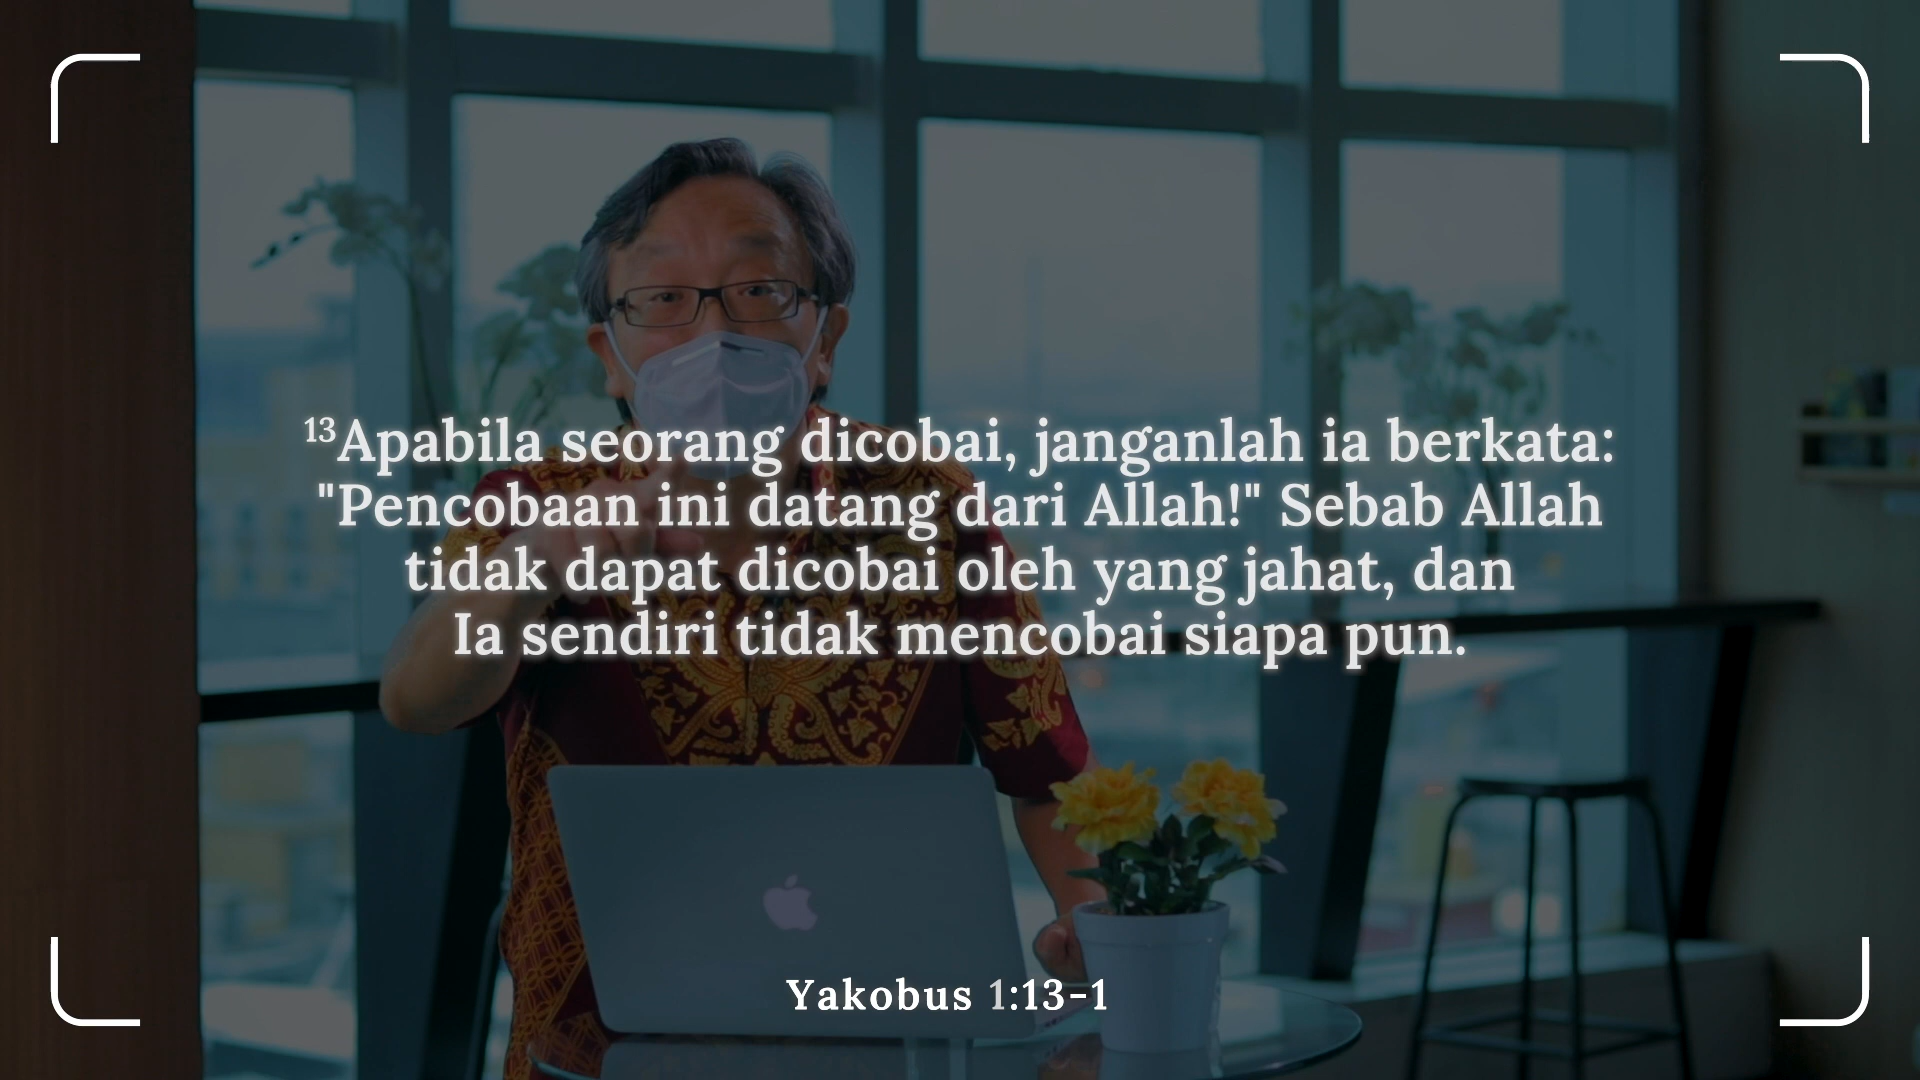 ¹³Apabila seorang dicobai, janganlah ia berkata:
"Pencobaan ini datang dari Allah!" Sebab Allah
tidak dapat dicobai oleh yang jahat, dan
Ia sendiri tidak mencobai siapa pun.
Yakobus 1:13-1